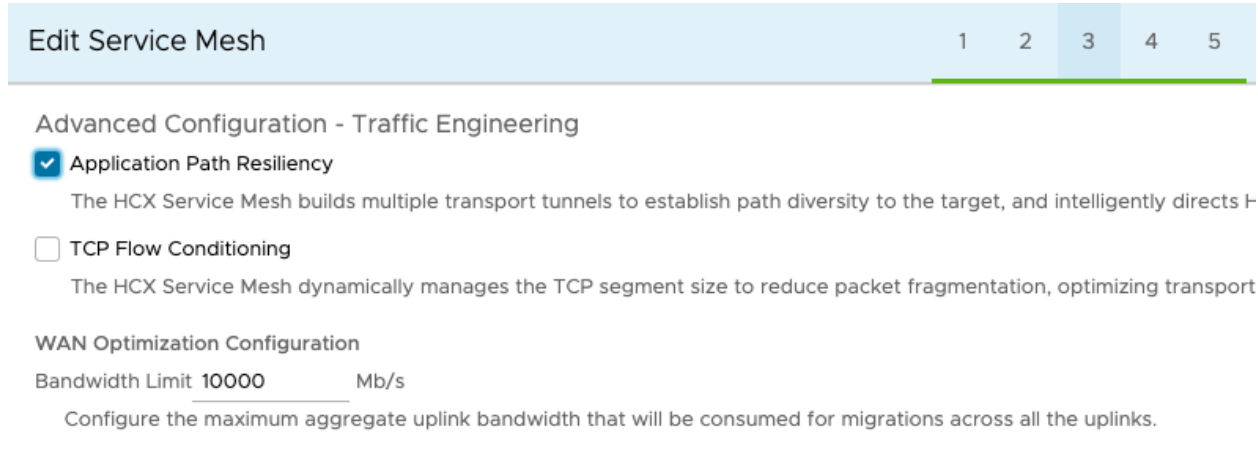 Edit Service Mesh
1 2 3 4 5
Advanced Configuration - Traffic Engineering
Application Path Resiliency
The HCX Service Mesh builds multiple transport tunnels to establish path diversity to the target, and intelligently directs H
TCP Flow Conditioning
The HCX Service Mesh dynamically manages the TCP segment size to reduce packet fragmentation, optimizing transport
WAN Optimization Configuration
Bandwidth Limit 10000 Mb/s
Configure the maximum aggregate uplink bandwidth that will be consumed for migrations across all the uplinks.